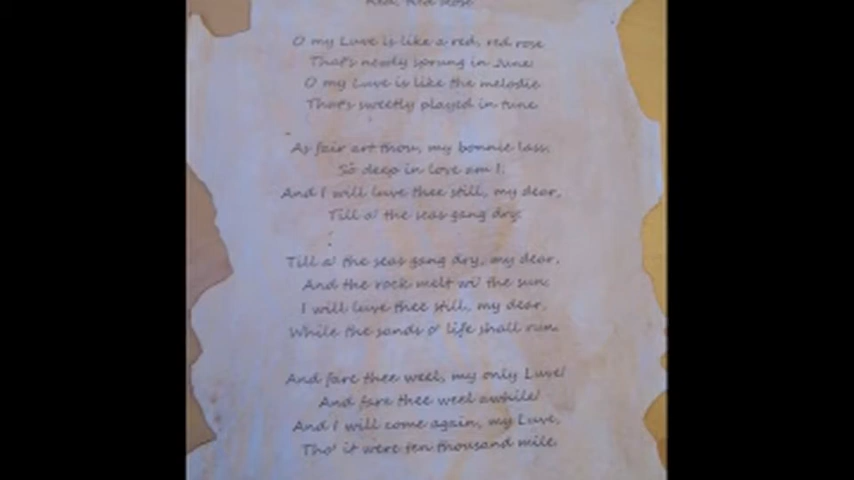 Red, Red Rose
O my Luve is like a red, red rose
That's newly sprung in June:
O my Luve is like the melodie
That's sweetly played in tune.
As fair art thou, my bonnie lass,
So deep in love am I:
And I will luve thee still, my dear,
Till a' the seas gang dry.
Till a' the seas gang dry, my dear,
And the rock melt wi' the sun:
I will luve thee still, my dear,
While the sands o' life shall run.
And fare thee weel, my only Luve!
And fare thee weel awhile!
And I will come again, my Luve,
Tho' it were ten thousand mile.